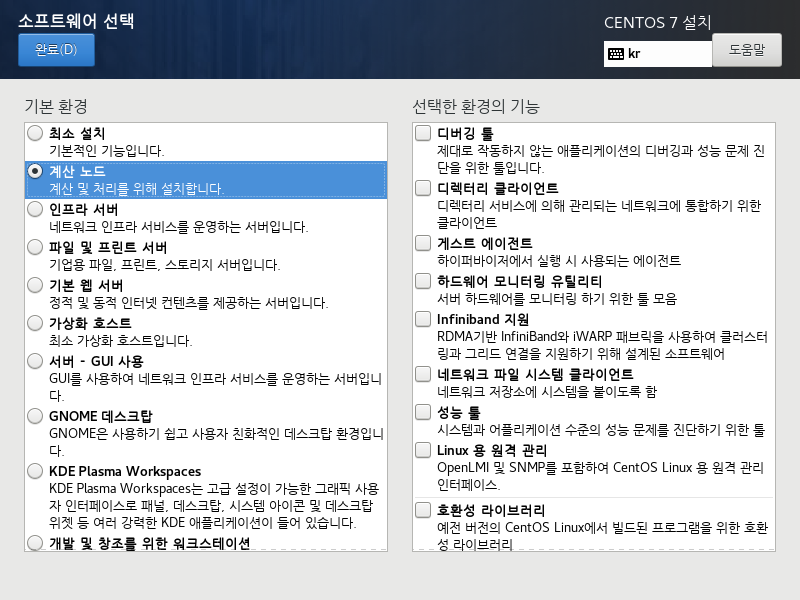 소프트웨어 선택
CENTOS 7 설치
완료(D)
kr
도움말
기본 환경
최소 설치
기본적인 기능입니다.
계산 노드
계산 및 처리를 위해 설치합니다.
인프라 서버
네트워크 인프라 서비스를 운영하는 서버입니다.
파일 및 프린트 서버
기업용 파일, 프린트, 스토리지 서버입니다.
기본 웹 서버
정적 및 동적 인터넷 컨텐츠를 제공하는 서버입니다.
가상화 호스트
최소 가상화 호스트입니다.
서버 - GUI 사용
GUI를 사용하여 네트워크 인프라 서비스를 운영하는 서버입니
다.
GNOME 데스크탑
GNOME은 사용하기 쉽고 사용자 친화적인 데스크탑 환경입니
다.
KDE Plasma Workspaces
KDE Plasma Workspaces는 고급 설정이 가능한 그래픽 사용
자 인터페이스로 패널, 데스크탑, 시스템 아이콘 및 데스크탑
위젯 등 여러 강력한 KDE 애플리케이션이 들어 있습니다.
개발 및 창조를 위한 워크스테이션
선택한 환경의 기능
디버깅 툴
제대로 작동하지 않는 애플리케이션의 디버깅과 성능 문제 진
단을 위한 툴입니다.
디렉터리 클라이언트
디렉터리 서비스에 의해 관리되는 네트워크에 통합하기 위한
클라이언트
게스트 에이전트
하이퍼바이저에서 실행 시 사용되는 에이전트
하드웨어 모니터링 유틸리티
서버 하드웨어를 모니터링 하기 위한 툴 모음
Infiniband 지원
RDMA기반 InfiniBand와 iWARP 패브릭을 사용하여 클러스터
링과 그리드 연결을 지원하기 위해 설계된 소프트웨어
네트워크 파일 시스템 클라이언트
네트워크 저장소에 시스템을 붙이도록 함
성능 툴
시스템과 어플리케이션 수준의 성능 문제를 진단하기 위한 툴
Linux 용 원격 관리
OpenLMI 및 SNMP를 포함하여 CentOS Linux 용 원격 관리
인터페이스.
호환성 라이브러리
예전 버전의 CentOS Linux에서 빌드된 프로그램을 위한 호환
성 라이브러리